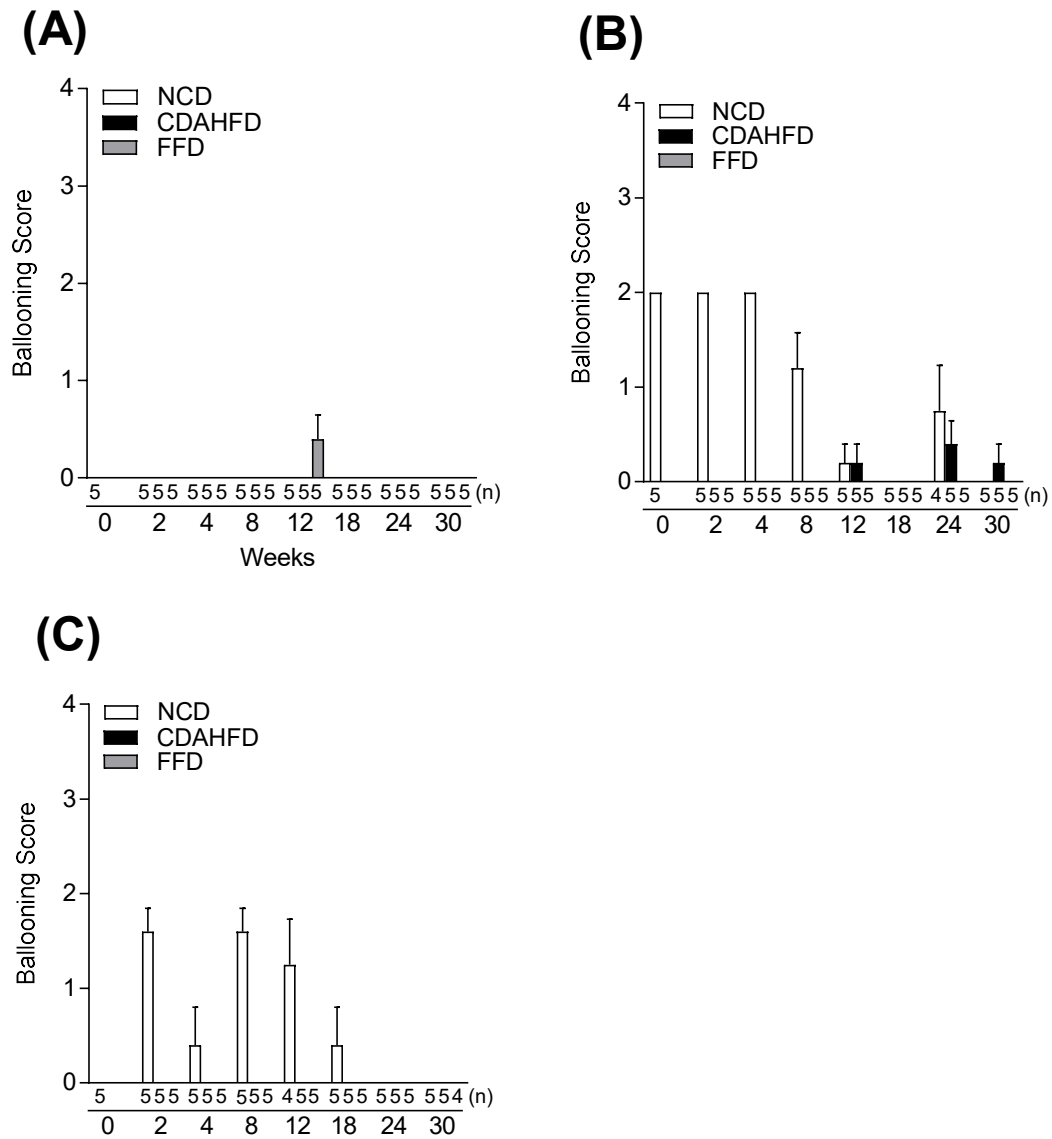 (A)
4
NCD
CDAHFD
FFD
3
2
1
0
Ballooning Score
5 555 555 555 555 555 555 555 (n)
0 2 4 8 12 18 24 30
Weeks
(B)
4
NCD
CDAHFD
FFD
3
2
1
0
Ballooning Score
5 555 555 555 555 555 455 555 (n)
0 2 4 8 12 18 24 30
(C)
4
NCD
CDAHFD
FFD
3
2
1
0
Ballooning Score
5 555 555 555 455 555 555 554 (n)
0 2 4 8 12 18 24 30